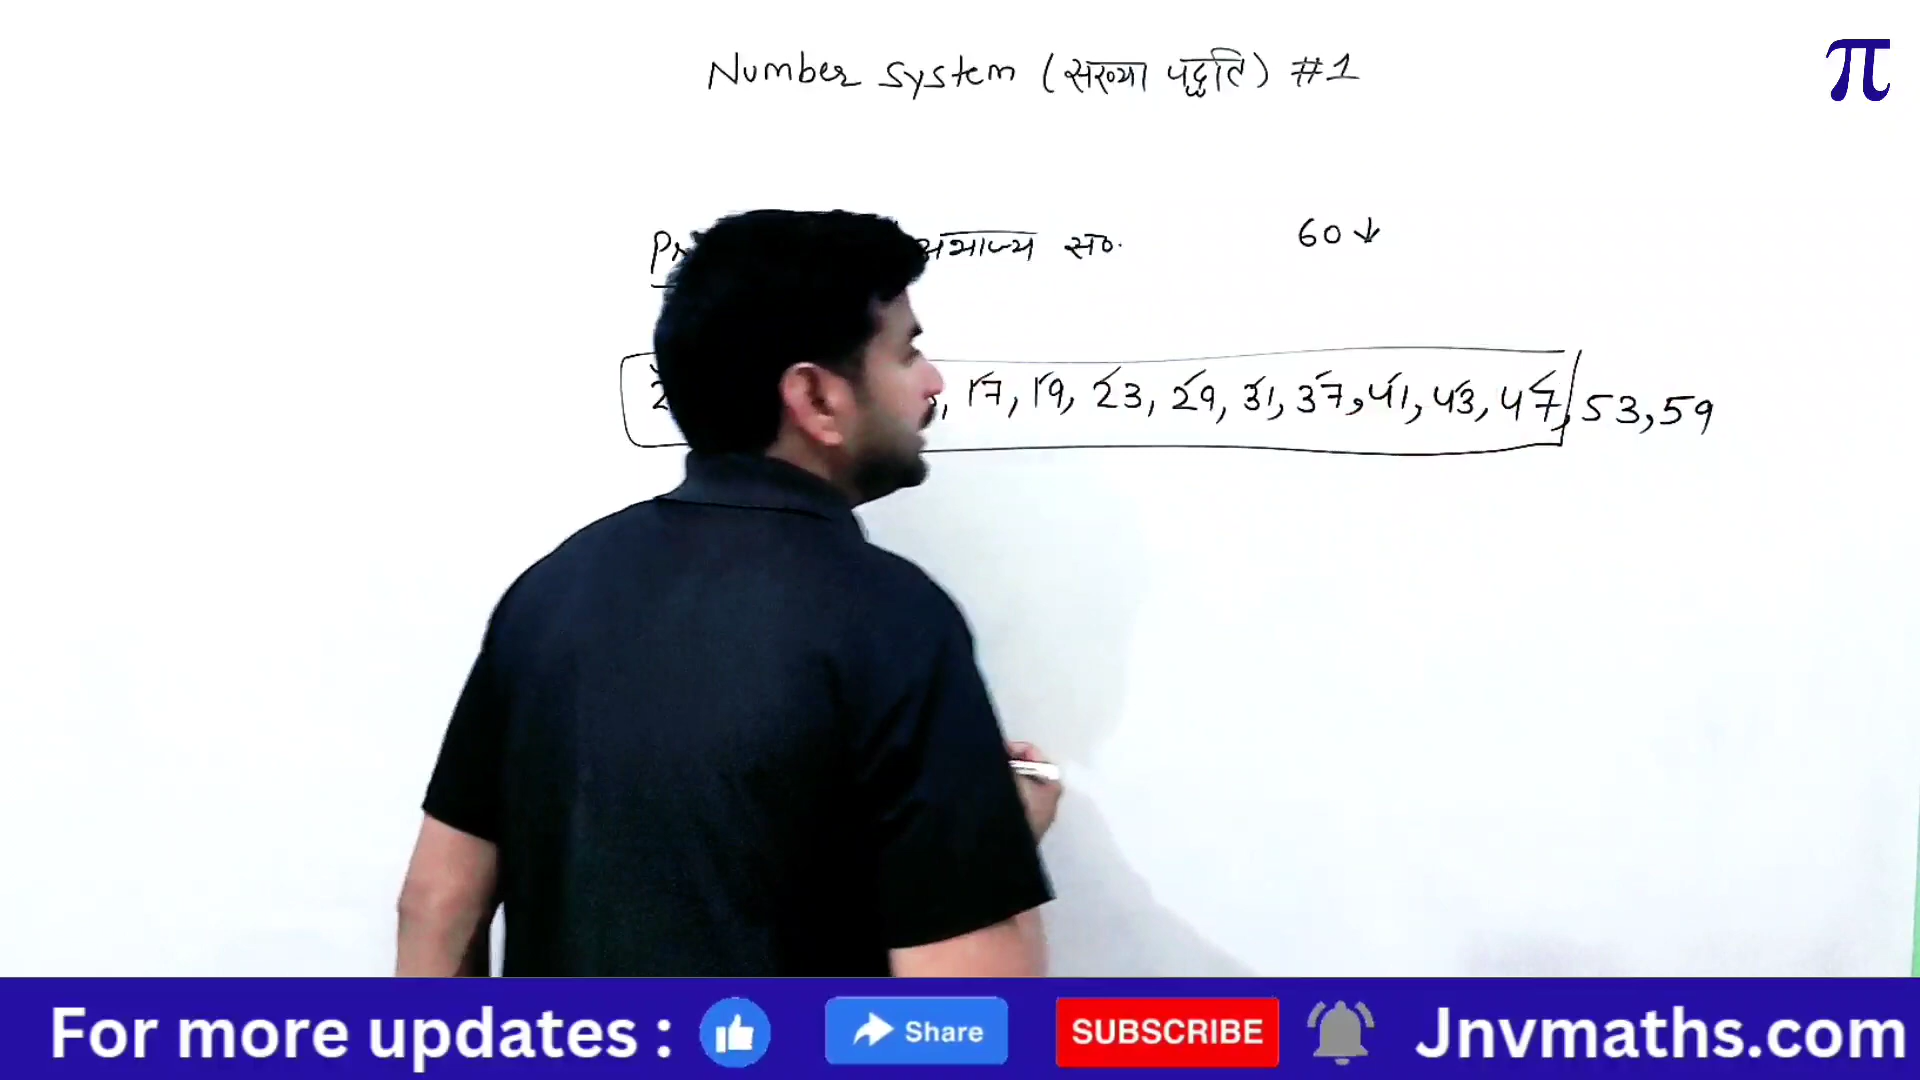 Number System (संख्या पद्धति) #1
π
सं० 60↓
17, 19, 23, 29, 31, 37, 41, 43, 47, 53, 59
For more updates : Share SUBSCRIBE Jnvmaths.com